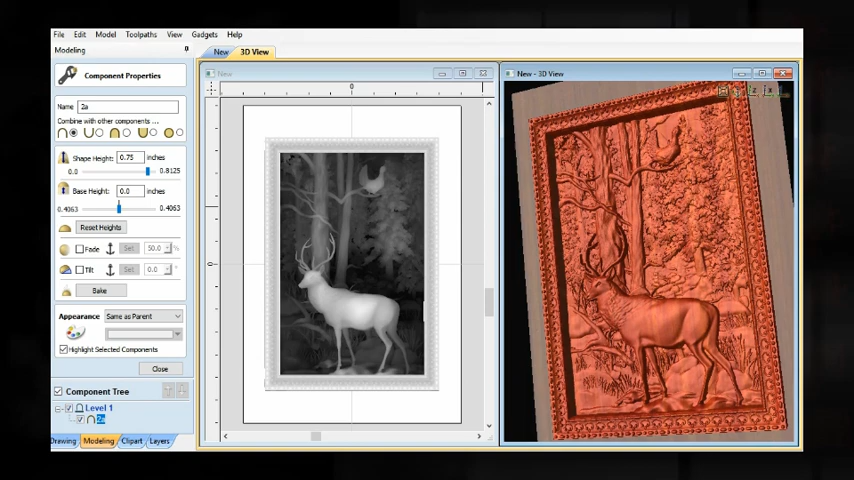 File Edit Model Toolpaths View Gadgets Help
Modeling
New 3D View
Component Properties
Name 2a
Combine with other components ...
Shape Height: 0.75 inches
0.0 0.8125
Base Height: 0.0 inches
0.4063 0.4063
Reset Heights
Fade Set 50.0 %
Tilt Set 0.0 °
Bake
Appearance Same as Parent
Highlight Selected Components
Close
Component Tree
Level 1
2a
Drawing Modeling Clipart Layers
New
0
0
New - 3D View